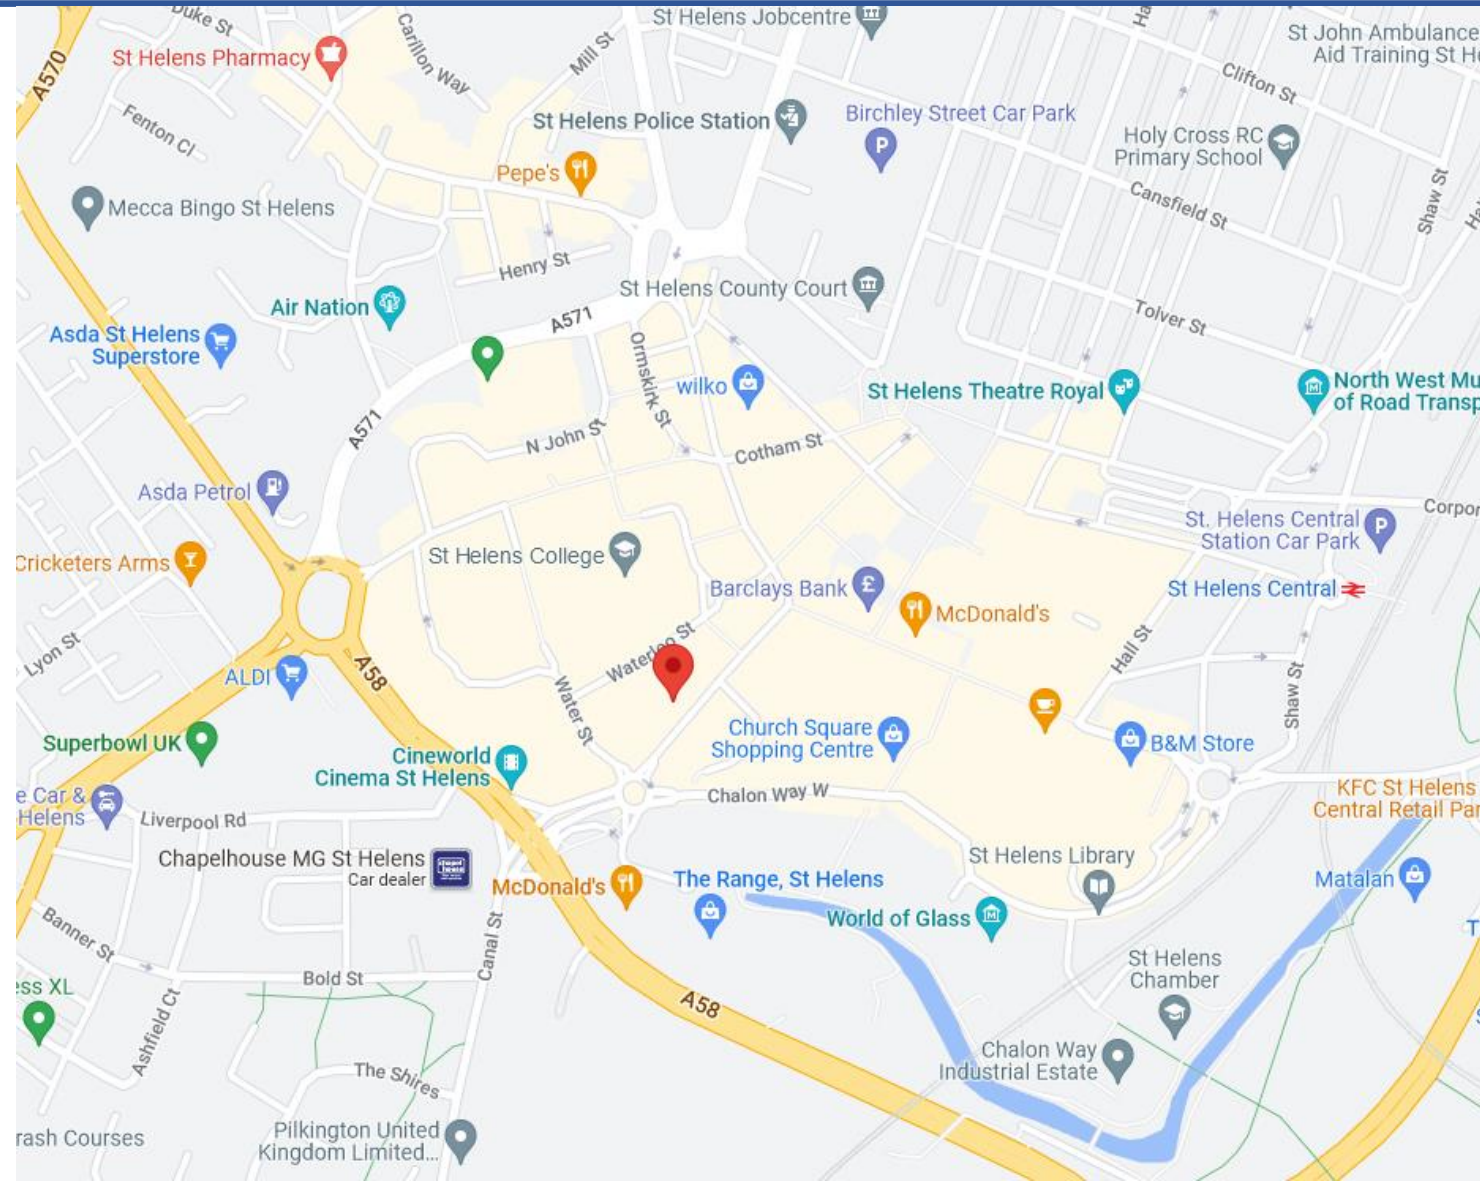 Duke St
Carillon Way
Mill St
St Helens Jobcentre
St John Ambulance
Aid Training St He
A570
St Helens Pharmacy
Clifton St
Fenton Cl
St Helens Police Station
Birchley Street Car Park
P
Holy Cross RC
Primary School
Pepe's
Cansfield St
Shaw St
Mecca Bingo St Helens
Henry St
St Helens County Court
Air Nation
A571
Tolver St
Asda St Helens
Superstore
Ormskirk St
wilko
St Helens Theatre Royal
North West Mu
of Road Transp
A571
N John St
Cotham St
Asda Petrol
Corpor
St. Helens Central
Station Car Park
P
Cricketers Arms
St Helens College
Barclays Bank
£
St Helens Central
McDonald's
Lyon St
Waterloo St
Hall St
ALDI
A58
Water St
Shaw St
Superbowl UK
Church Square
Shopping Centre
B&M Store
Cineworld
Cinema St Helens
e Car &
Helens
Liverpool Rd
Chalon Way W
KFC St Helens
Central Retail Par
Chapelhouse MG St Helens
Car dealer
St Helens Library
McDonald's
The Range, St Helens
Matalan
World of Glass
Banner St
Canal St
Bold St
St Helens
Chamber
ess XL
A58
Ashfield Ct
The Shires
Chalon Way
Industrial Estate
rash Courses
Pilkington United
Kingdom Limited...